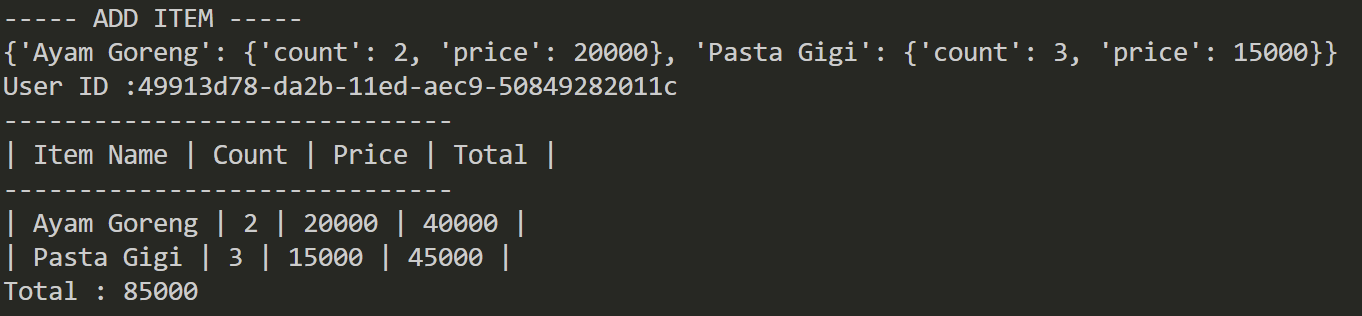 ----- ADD ITEM -----
{'Ayam Goreng': {'count': 2, 'price': 20000}, 'Pasta Gigi': {'count': 3, 'price': 15000}}
User ID :49913d78-da2b-11ed-aec9-50849282011c
------------------------------
| Item Name | Count | Price | Total |
------------------------------
| Ayam Goreng | 2 | 20000 | 40000 |
| Pasta Gigi | 3 | 15000 | 45000 |
Total : 85000